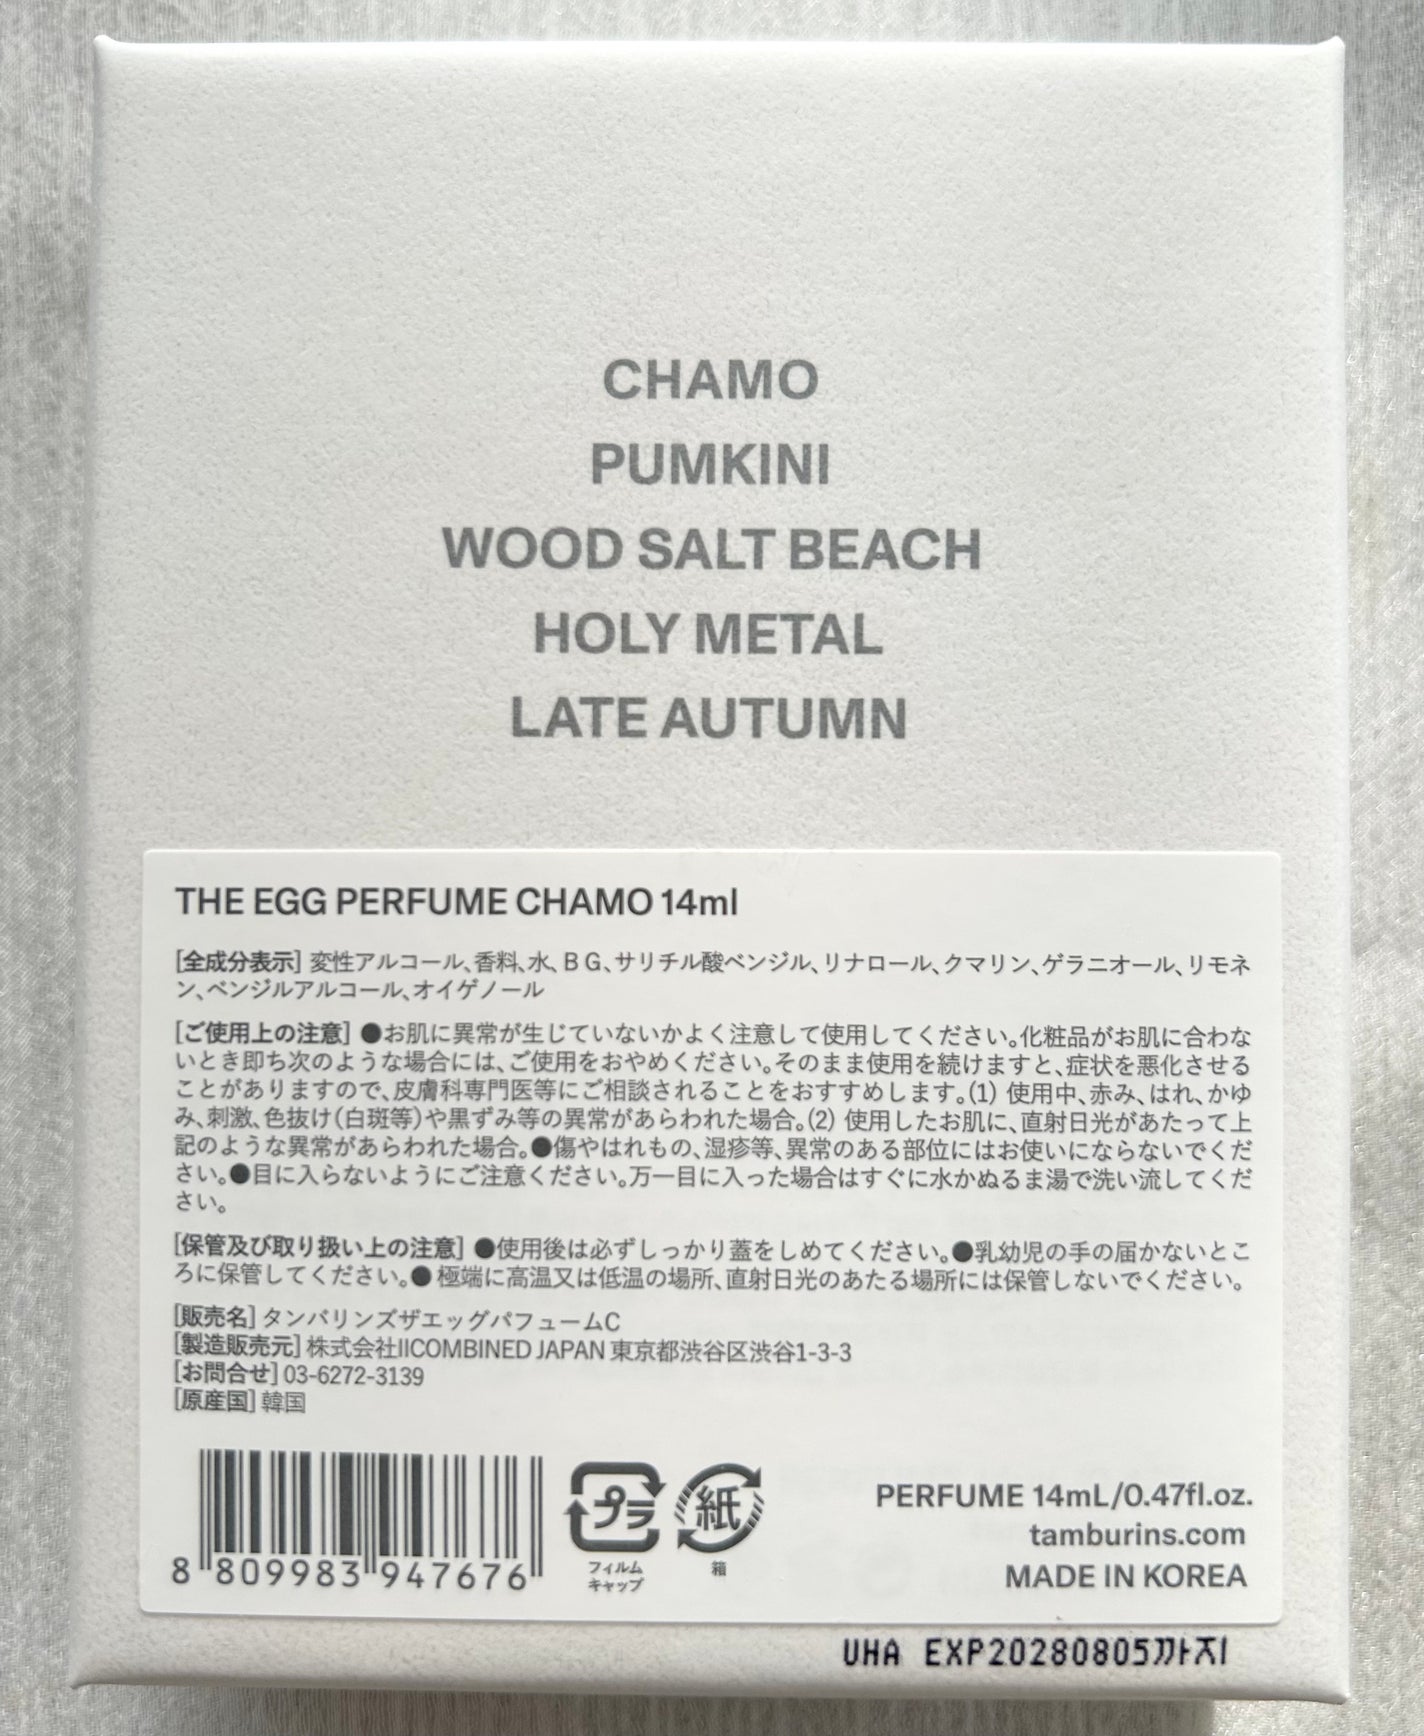 CHAMO
PUMKINI
WOOD SALT BEACH
HOLY METAL
LATE AUTUMN
THE EGG PERFUME CHAMO 14ml
[全成分表示] 変性アルコール、香料、水、BG、サリチル酸ベンジル、リナロール、クマリン、ゲラニオール、リモネ
ン、ベンジルアルコール、オイゲノール
[ご使用上の注意] ●お肌に異常が生じていないかよく注意して使用してください。化粧品がお肌に合わな
いとき即ち次のような場合には、ご使用をおやめください。そのまま使用を続けますと、症状を悪化させる
ことがありますので、皮膚科専門医等にご相談されることをおすすめします。(1) 使用中、赤み、はれ、かゆ
み、刺激、色抜け(白斑等)や黒ずみ等の異常があらわれた場合。(2) 使用したお肌に、直射日光があたって上
記のような異常があらわれた場合。●傷やはれもの、湿疹等、異常のある部位にはお使いにならないでくだ
さい。●目に入らないようにご注意ください。万一目に入った場合はすぐに水かぬるま湯で洗い流してくだ
さい。
[保管及び取り扱い上の注意] ●使用後は必ずしっかり蓋をしめてください。●乳幼児の手の届かないとこ
ろに保管してください。● 極端に高温又は低温の場所、直射日光のあたる場所には保管しないでください。
[販売名] タンバリンズザエッグパフュームC
[製造販売元] 株式会社IICOMBINED JAPAN 東京都渋谷区渋谷1-3-3
[お問合せ] 03-6272-3139
[原産国] 韓国
8 809983 947676
プラ
フィルム
キャップ
紙
箱
PERFUME 14mL/0.47fl.oz.
tamburins.com
MADE IN KOREA
UHA EXP20280805까지